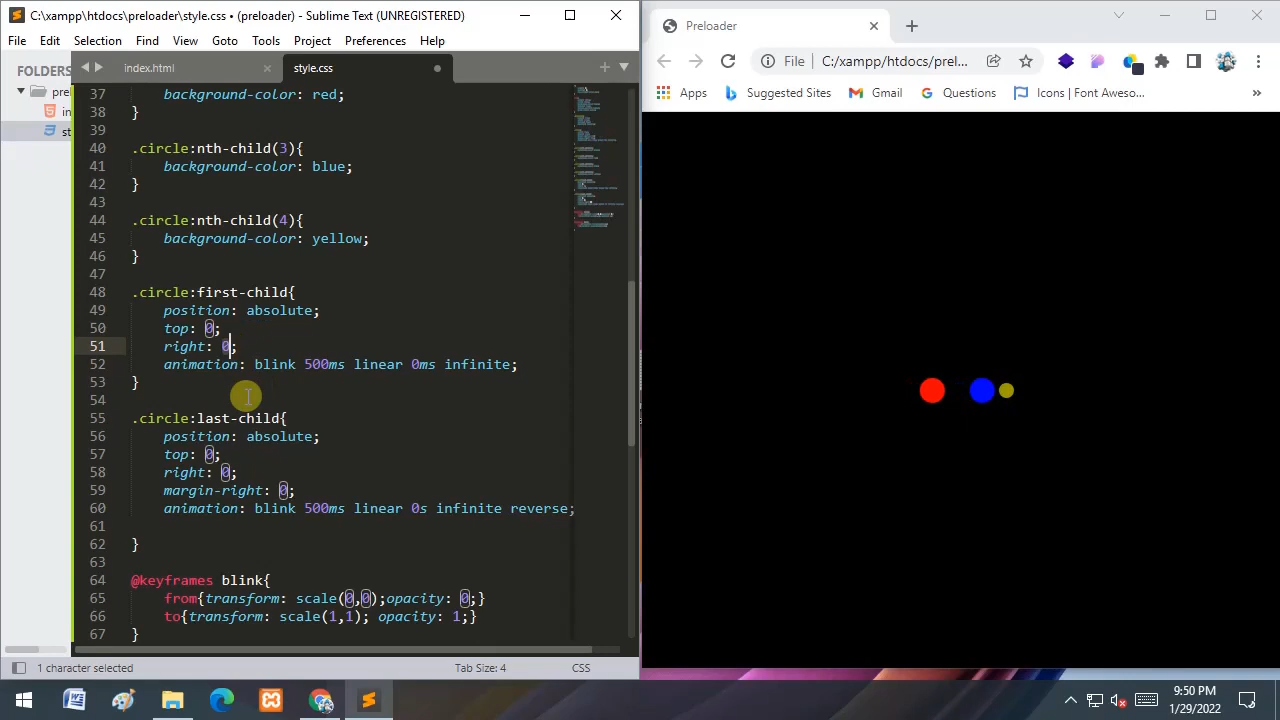 C:\xampp\htdocs\preloader\style.css • (preloader) - Sublime Text (UNREGISTERED)
File Edit Selection Find View Goto Tools Project Preferences Help
FOLDERS
pre
in
st
index.html
style.css
37 background-color: red;
38 }
39
40 .circle:nth-child(3){
41 background-color: blue;
42 }
43
44 .circle:nth-child(4){
45 background-color: yellow;
46 }
47
48 .circle:first-child{
49 position: absolute;
50 top: 0;
51 right: 0;
52 animation: blink 500ms linear 0ms infinite;
53 }
54
55 .circle:last-child{
56 position: absolute;
57 top: 0;
58 right: 0;
59 margin-right: 0;
60 animation: blink 500ms linear 0s infinite reverse;
61
62 }
63
64 @keyframes blink{
65 from{transform: scale(0,0);opacity: 0;}
66 to{transform: scale(1,1); opacity: 1;}
67 }
1 character selected
Tab Size: 4
CSS
Preloader
File C:/xampp/htdocs/prelo...
Apps Suggested Sites Gmail Questions Icons | Font Aweso... »
9:50 PM
1/29/2022